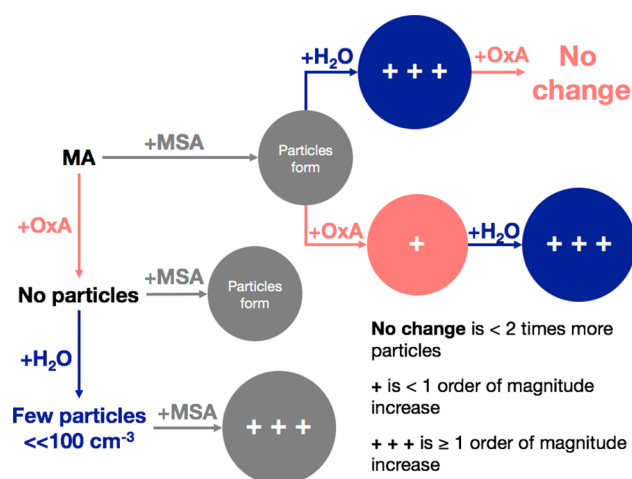 +H₂O
+ + +
+OxA
No
change
MA
+MSA
Particles
form
+OxA
+OxA
+
+H₂O
+ + +
No particles
+MSA
Particles
form
+H₂O
Few particles
<<100 cm⁻³
+MSA
+ + +
No change is < 2 times more
particles
+ is < 1 order of magnitude
increase
+ + + is ≥ 1 order of magnitude
increase